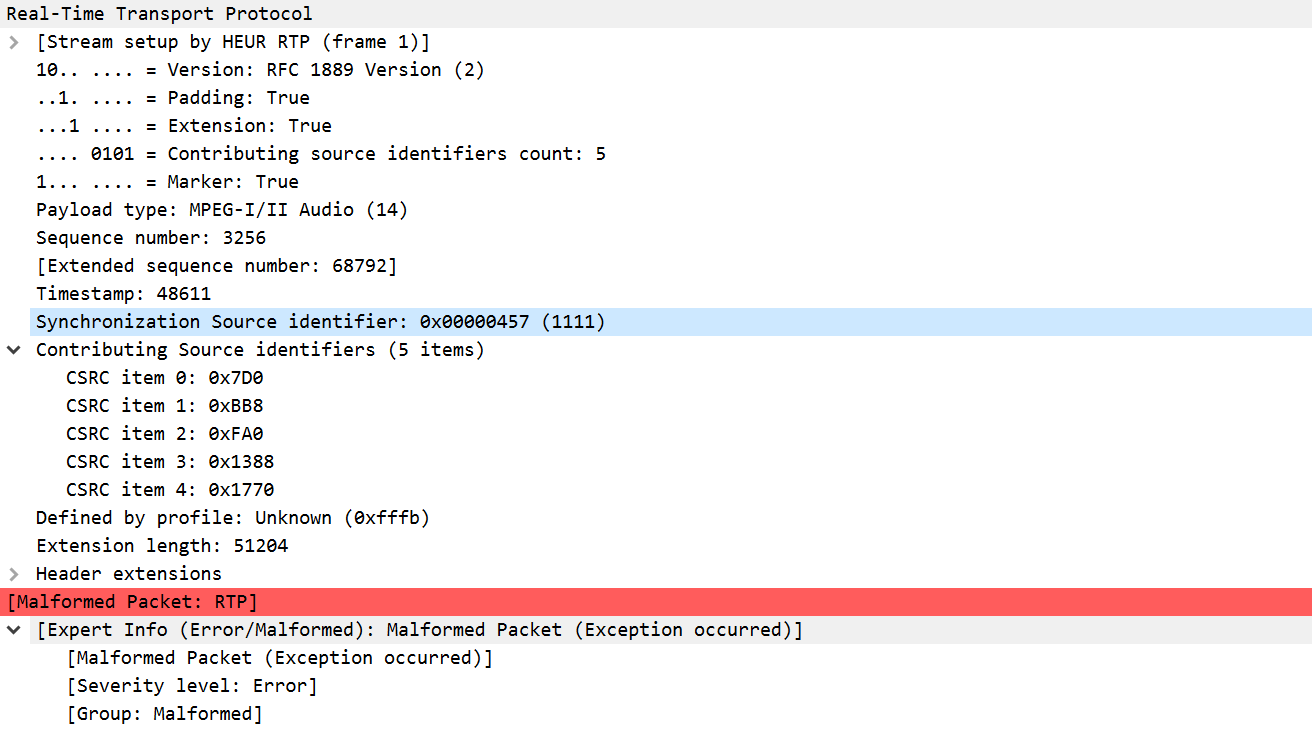 Real-Time Transport Protocol
[Stream setup by HEUR RTP (frame 1)]
10.. .... = Version: RFC 1889 Version (2)
..1. .... = Padding: True
...1 .... = Extension: True
.... 0101 = Contributing source identifiers count: 5
1... .... = Marker: True
Payload type: MPEG-I/II Audio (14)
Sequence number: 3256
[Extended sequence number: 68792]
Timestamp: 48611
Synchronization Source identifier: 0x00000457 (1111)
Contributing Source identifiers (5 items)
CSRC item 0: 0x7D0
CSRC item 1: 0xBB8
CSRC item 2: 0xFA0
CSRC item 3: 0x1388
CSRC item 4: 0x1770
Defined by profile: Unknown (0xfffb)
Extension length: 51204
Header extensions
[Malformed Packet: RTP]
[Expert Info (Error/Malformed): Malformed Packet (Exception occurred)]
[Malformed Packet (Exception occurred)]
[Severity level: Error]
[Group: Malformed]